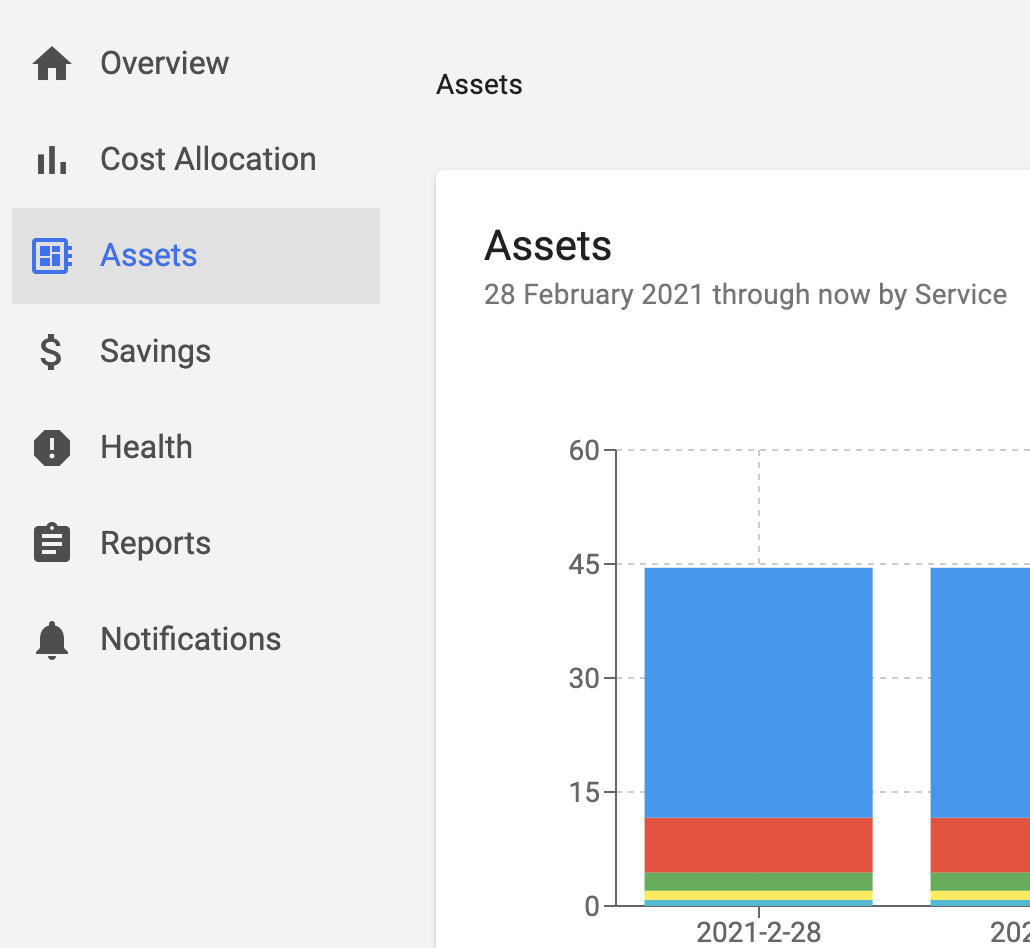 Overview
Cost Allocation
Assets
Savings
Health
Reports
Notifications
Assets
Assets
28 February 2021 through now by Service
60
45
30
15
0
2021-2-28
202